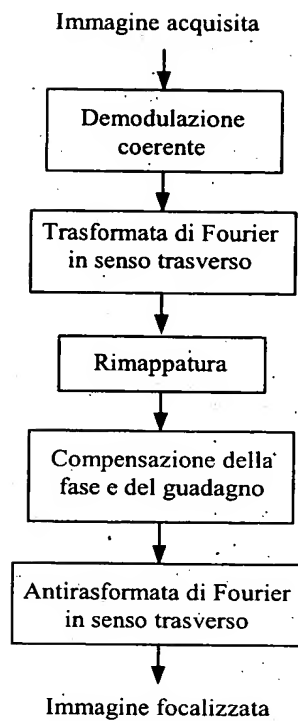 Immagine acquisita
Demodulazione
coerente
Trasformata di Fourier
in senso trasverso
Rimappatura
Compensazione della
fase e del guadagno
Antirasformata di Fourier
in senso trasverso
Immagine focalizzata